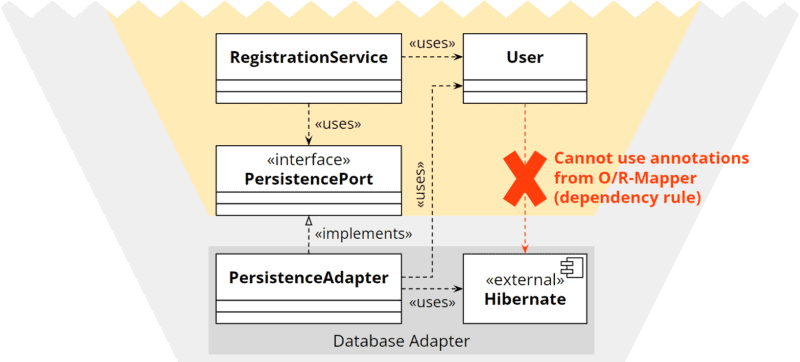 RegistrationService
«uses»
User
«uses»
«interface»
PersistencePort
«uses»
Cannot use annotations
from O/R-Mapper
(dependency rule)
«implements»
PersistenceAdapter
«uses»
«external»
Hibernate
Database Adapter